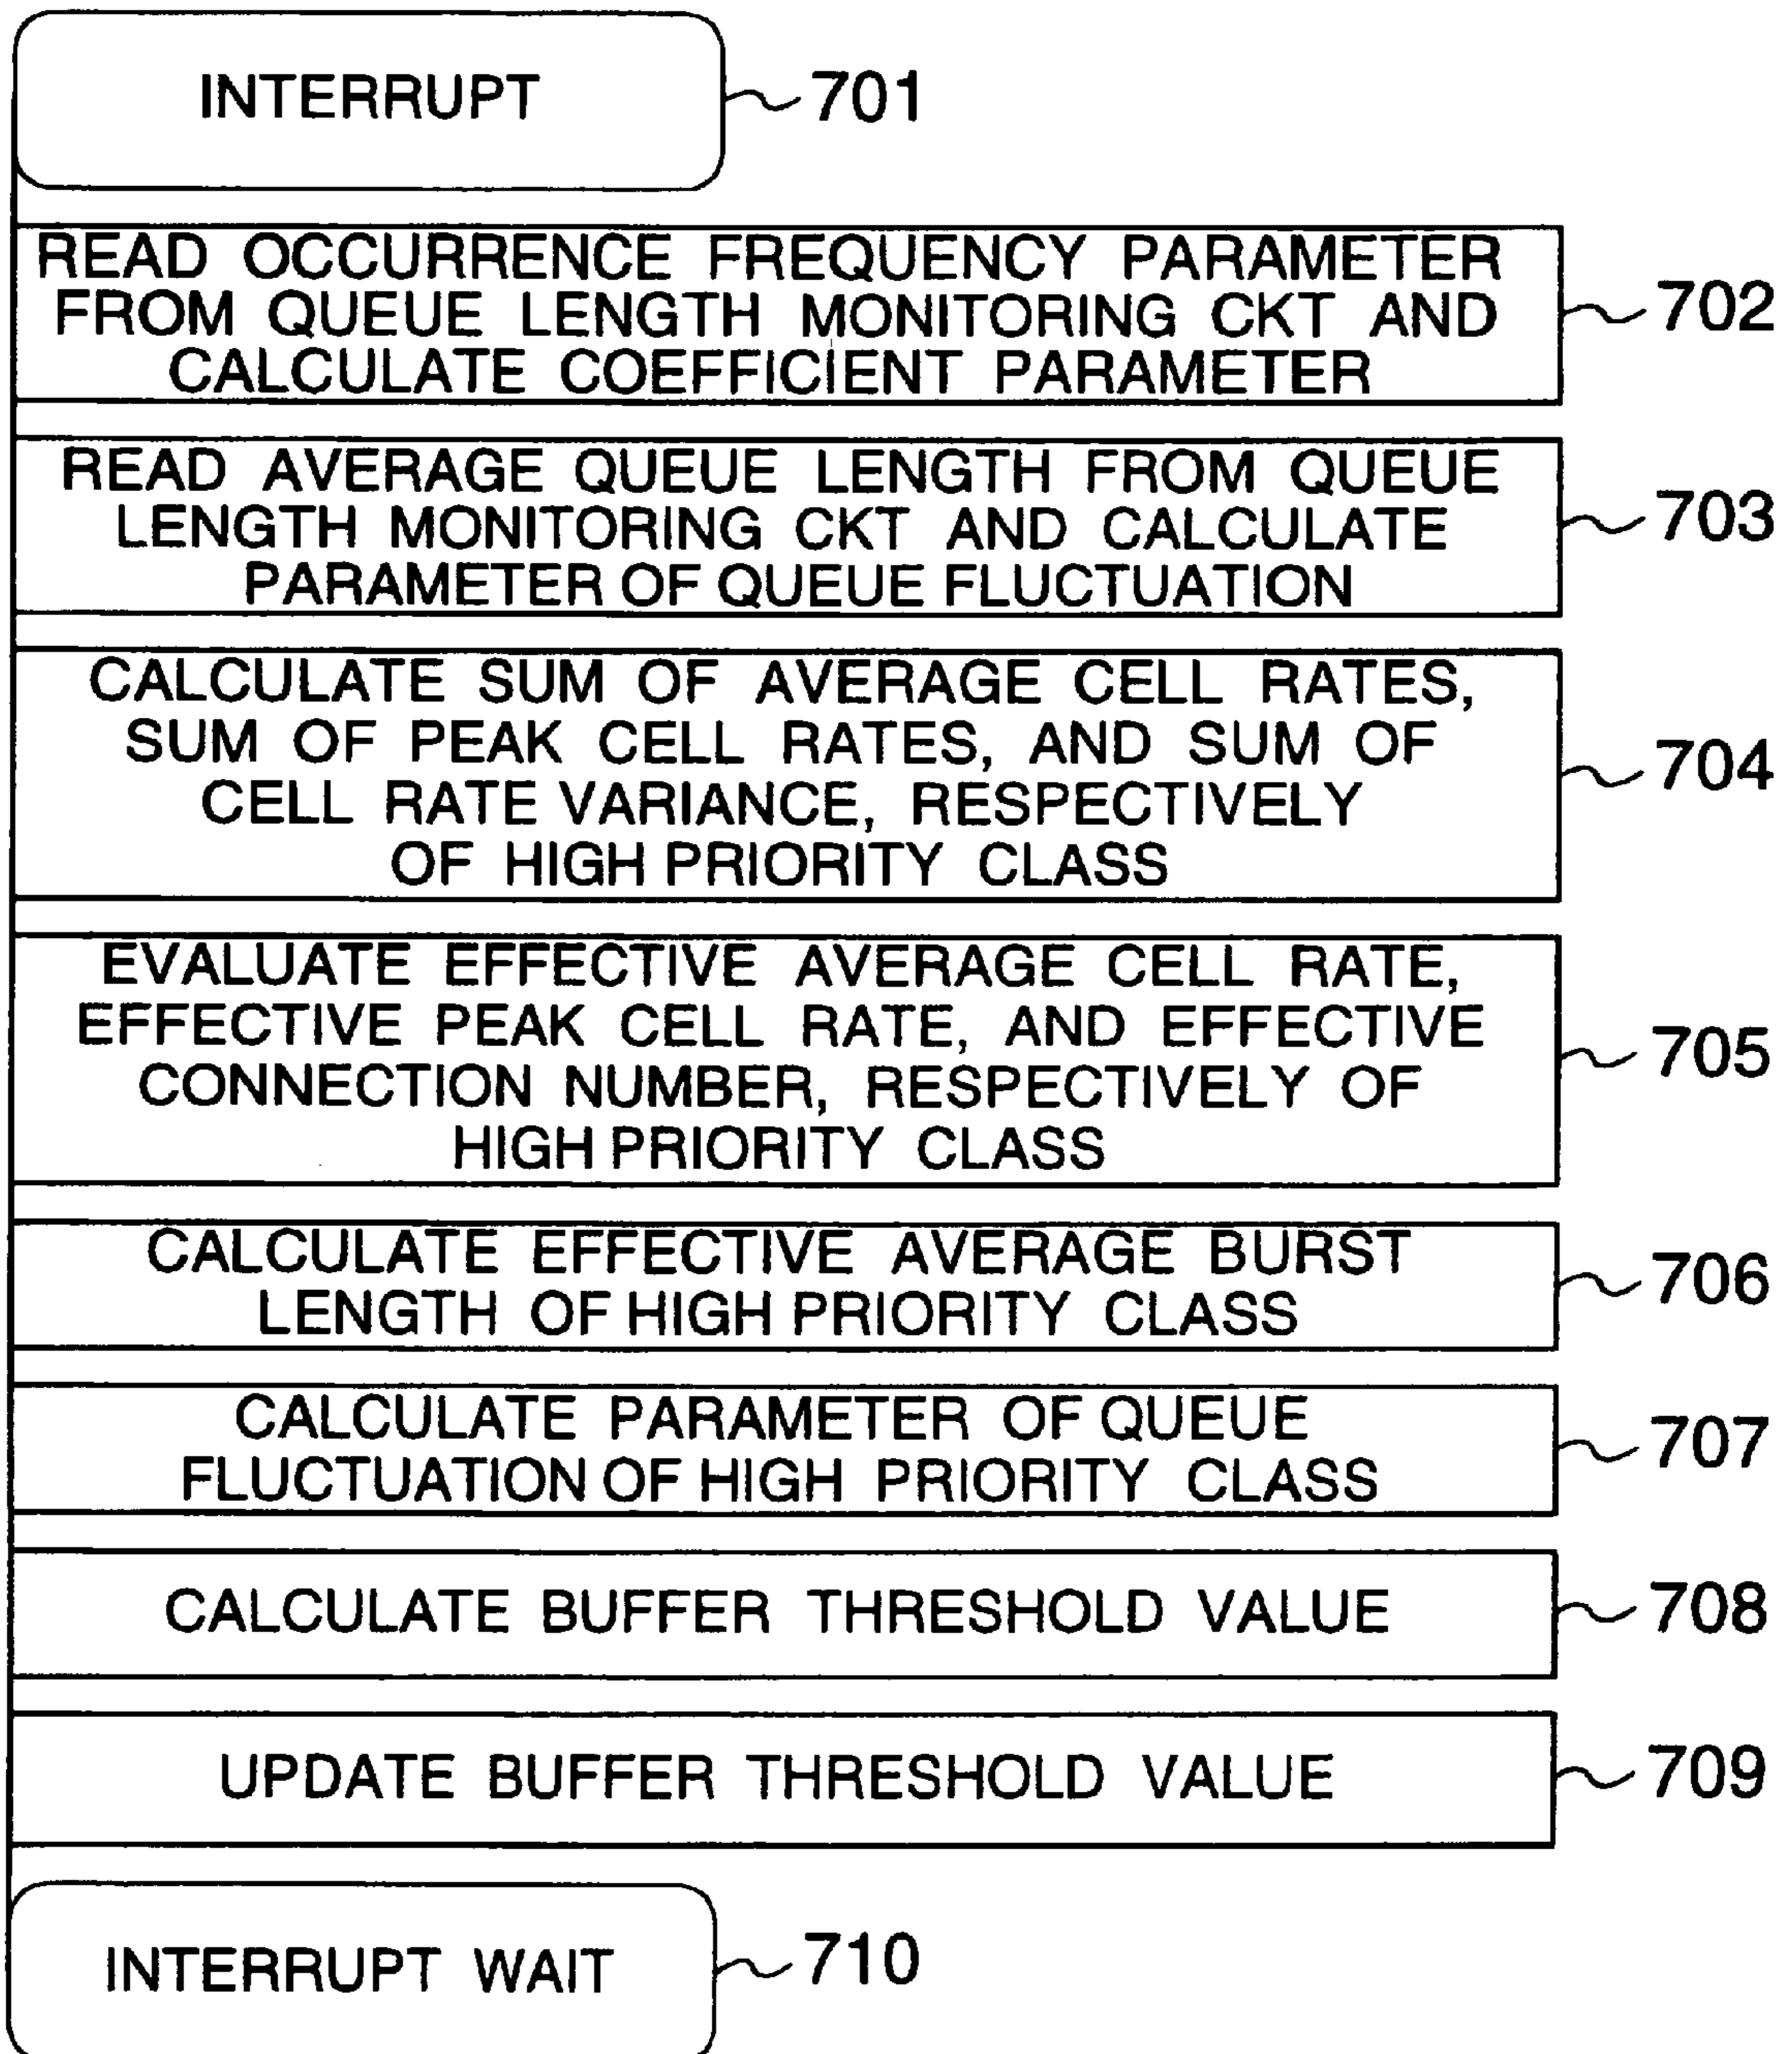 INTERRUPT
701
READ OCCURRENCE FREQUENCY PARAMETER
FROM QUEUE LENGTH MONITORING CKT AND
CALCULATE COEFFICIENT PARAMETER
702
READ AVERAGE QUEUE LENGTH FROM QUEUE
LENGTH MONITORING CKT AND CALCULATE
PARAMETER OF QUEUE FLUCTUATION
703
CALCULATE SUM OF AVERAGE CELL RATES,
SUM OF PEAK CELL RATES, AND SUM OF
CELL RATE VARIANCE, RESPECTIVELY
OF HIGH PRIORITY CLASS
704
EVALUATE EFFECTIVE AVERAGE CELL RATE,
EFFECTIVE PEAK CELL RATE, AND EFFECTIVE
CONNECTION NUMBER, RESPECTIVELY OF
HIGH PRIORITY CLASS
705
CALCULATE EFFECTIVE AVERAGE BURST
LENGTH OF HIGH PRIORITY CLASS
706
CALCULATE PARAMETER OF QUEUE
FLUCTUATION OF HIGH PRIORITY CLASS
707
CALCULATE BUFFER THRESHOLD VALUE
708
UPDATE BUFFER THRESHOLD VALUE
709
INTERRUPT WAIT
710